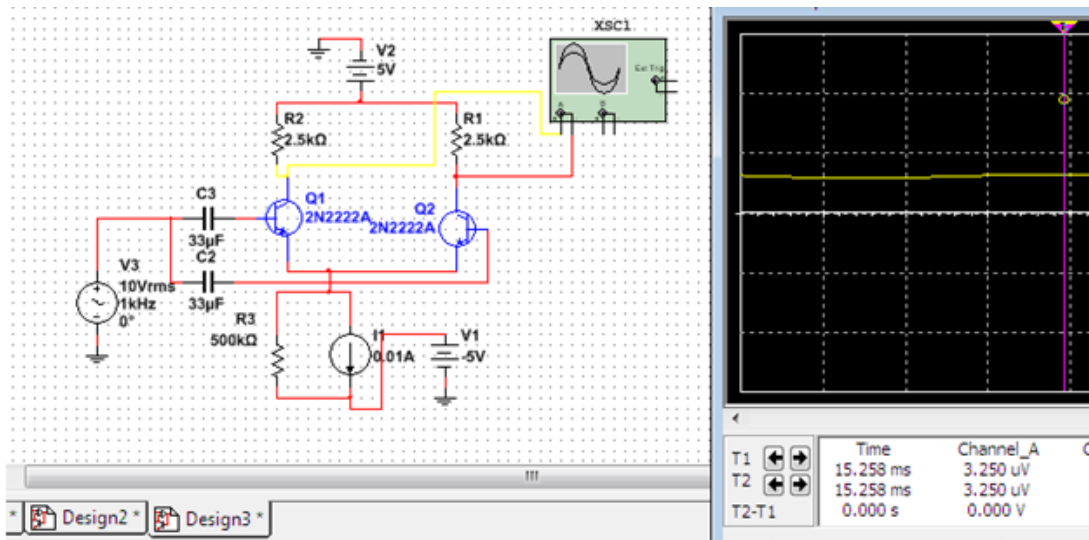 XSC1
V2
5V
Ext Trig
A
B
R2
2.5kΩ
R1
2.5kΩ
C3
33µF
Q1
2N2222A
Q2
2N2222A
C2
33µF
V3
10Vrms
1kHz
0°
R3
500kΩ
I1
0.01A
V1
-5V
T1
T2
T2-T1
Time
Channel_A
15.258 ms
3.250 uV
15.258 ms
3.250 uV
0.000 s
0.000 V
Design2 *
Design3 *